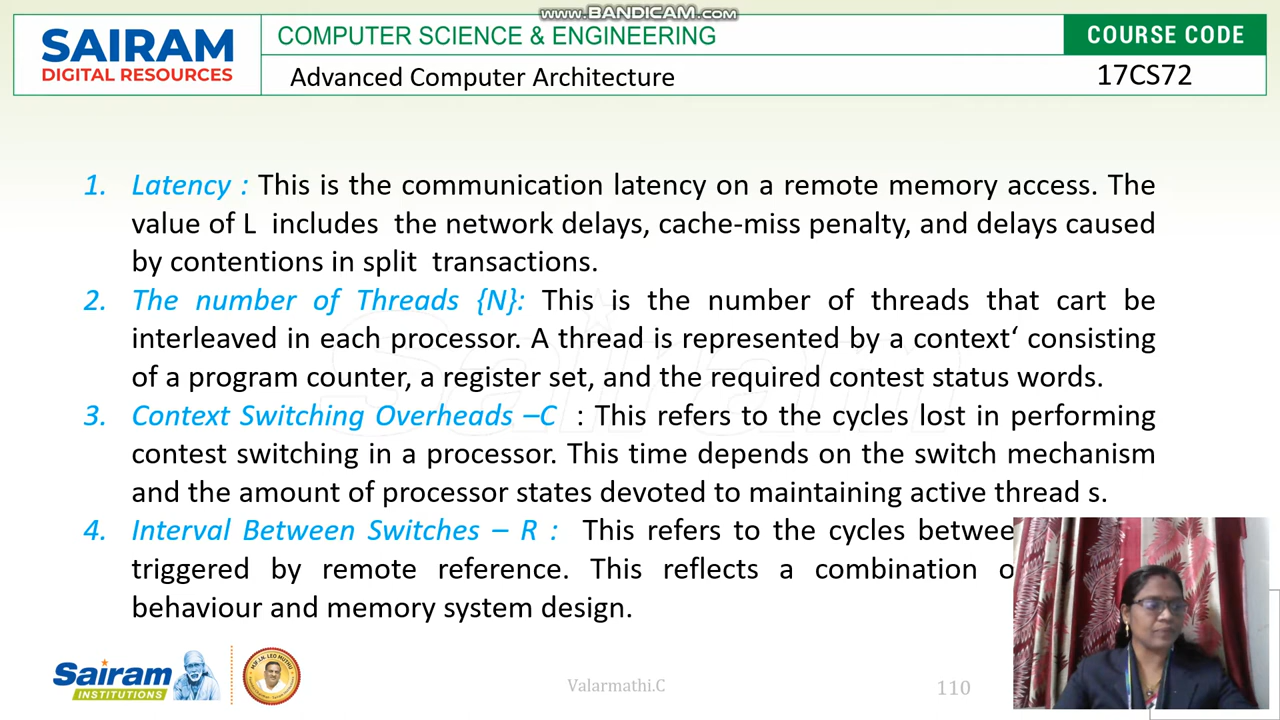 www.BANDICAM.com
SAIRAM
DIGITAL RESOURCES
COMPUTER SCIENCE & ENGINEERING
COURSE CODE
Advanced Computer Architecture
17CS72
1. Latency : This is the communication latency on a remote memory access. The
value of L includes the network delays, cache-miss penalty, and delays caused
by contentions in split transactions.
2. The number of Threads {N}: This is the number of threads that cart be
interleaved in each processor. A thread is represented by a context‘ consisting
of a program counter, a register set, and the required contest status words.
3. Context Switching Overheads –C : This refers to the cycles lost in performing
contest switching in a processor. This time depends on the switch mechanism
and the amount of processor states devoted to maintaining active thread s.
4. Interval Between Switches – R : This refers to the cycles betwee
triggered by remote reference. This reflects a combination o
behaviour and memory system design.
Sairam
INSTITUTIONS
Valarmathi.C
110